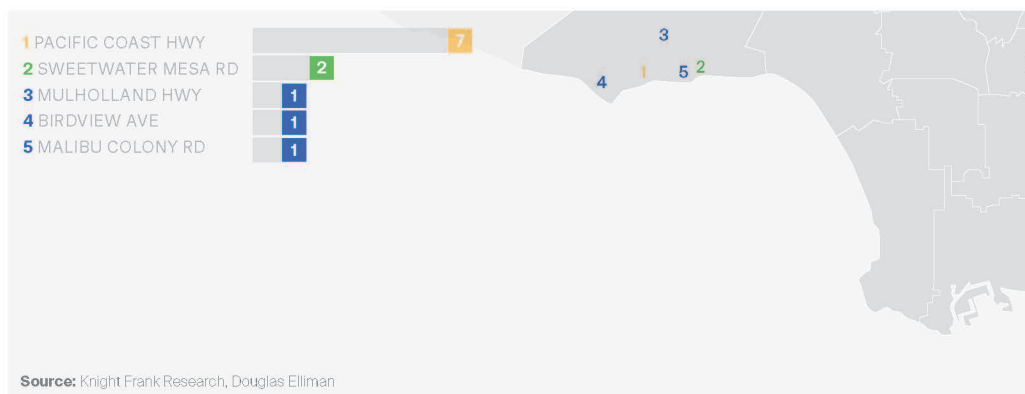 1 PACIFIC COAST HWY 7
2 SWEETWATER MESA RD 2
3 MULHOLLAND HWY 1
4 BIRDVIEW AVE 1
5 MALIBU COLONY RD 1
3
4 1 5 2
Source: Knight Frank Research, Douglas Elliman